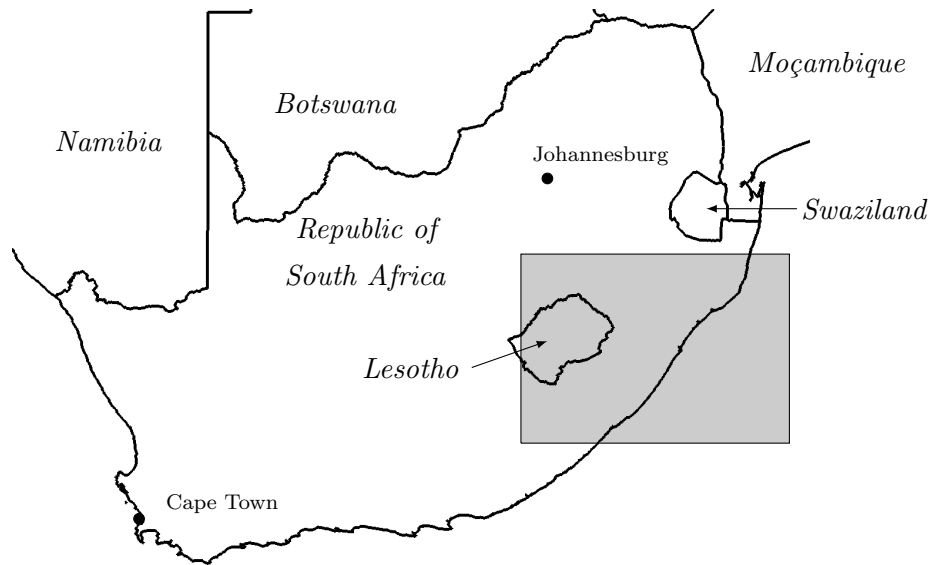 Moçambique
Botswana
Namibia
Johannesburg
Swaziland
Republic of
South Africa
Lesotho
Cape Town